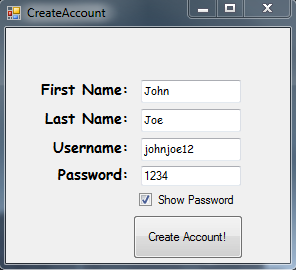 CreateAccount
First Name: John
Last Name: Joe
Username: johnjoe12
Password: 1234
Show Password
Create Account!